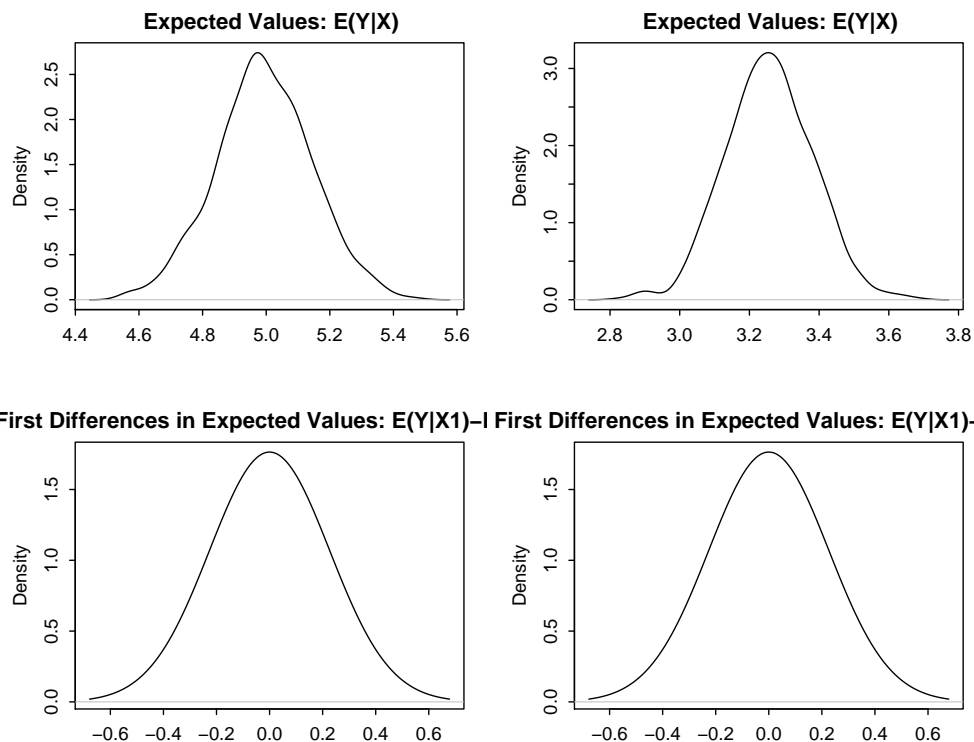 Expected Values: E(Y|X)
Density
0.0 0.5 1.0 1.5 2.0 2.5
4.4 4.6 4.8 5.0 5.2 5.4 5.6
Expected Values: E(Y|X)
Density
0.0 1.0 2.0 3.0
2.8 3.0 3.2 3.4 3.6 3.8
First Differences in Expected Values: E(Y|X1)−
Density
0.0 0.5 1.0 1.5
−0.6 −0.4 −0.2 0.0 0.2 0.4 0.6
First Differences in Expected Values: E(Y|X1)-
Density
0.0 0.5 1.0 1.5
−0.6 −0.4 −0.2 0.0 0.2 0.4 0.6